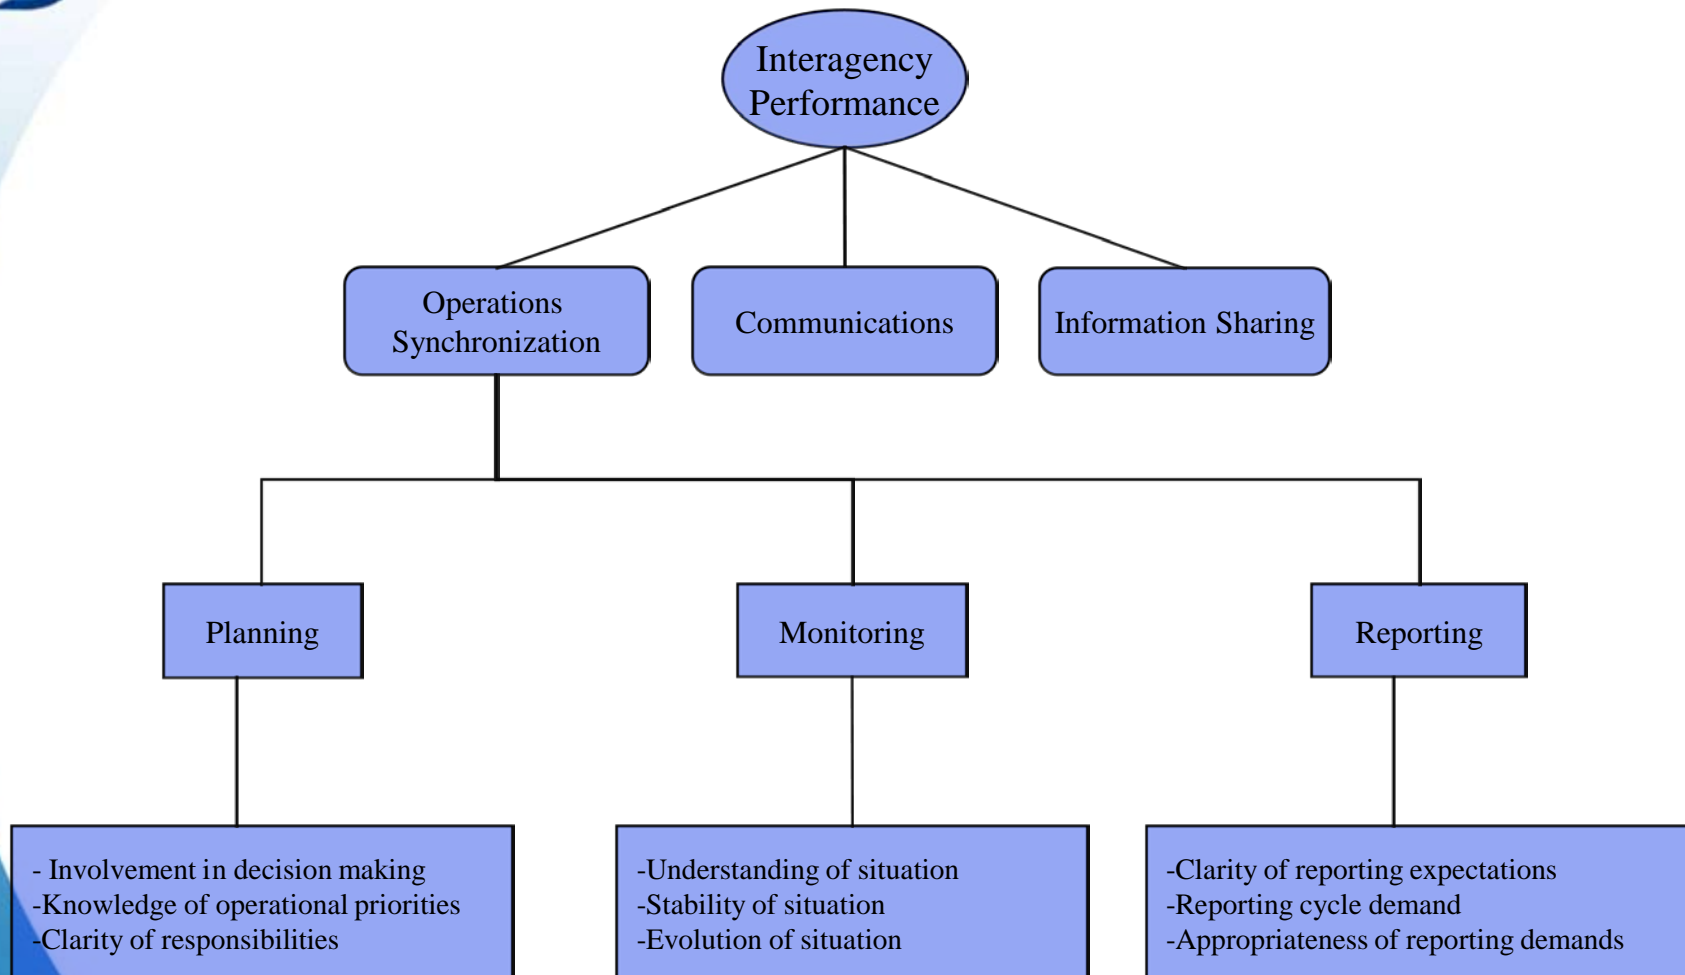 Interagency
Performance
Operations
Synchronization
Communications
Information Sharing
Planning
Monitoring
Reporting
- Involvement in decision making
-Knowledge of operational priorities
-Clarity of responsibilities
-Understanding of situation
-Stability of situation
-Evolution of situation
-Clarity of reporting expectations
-Reporting cycle demand
-Appropriateness of reporting demands